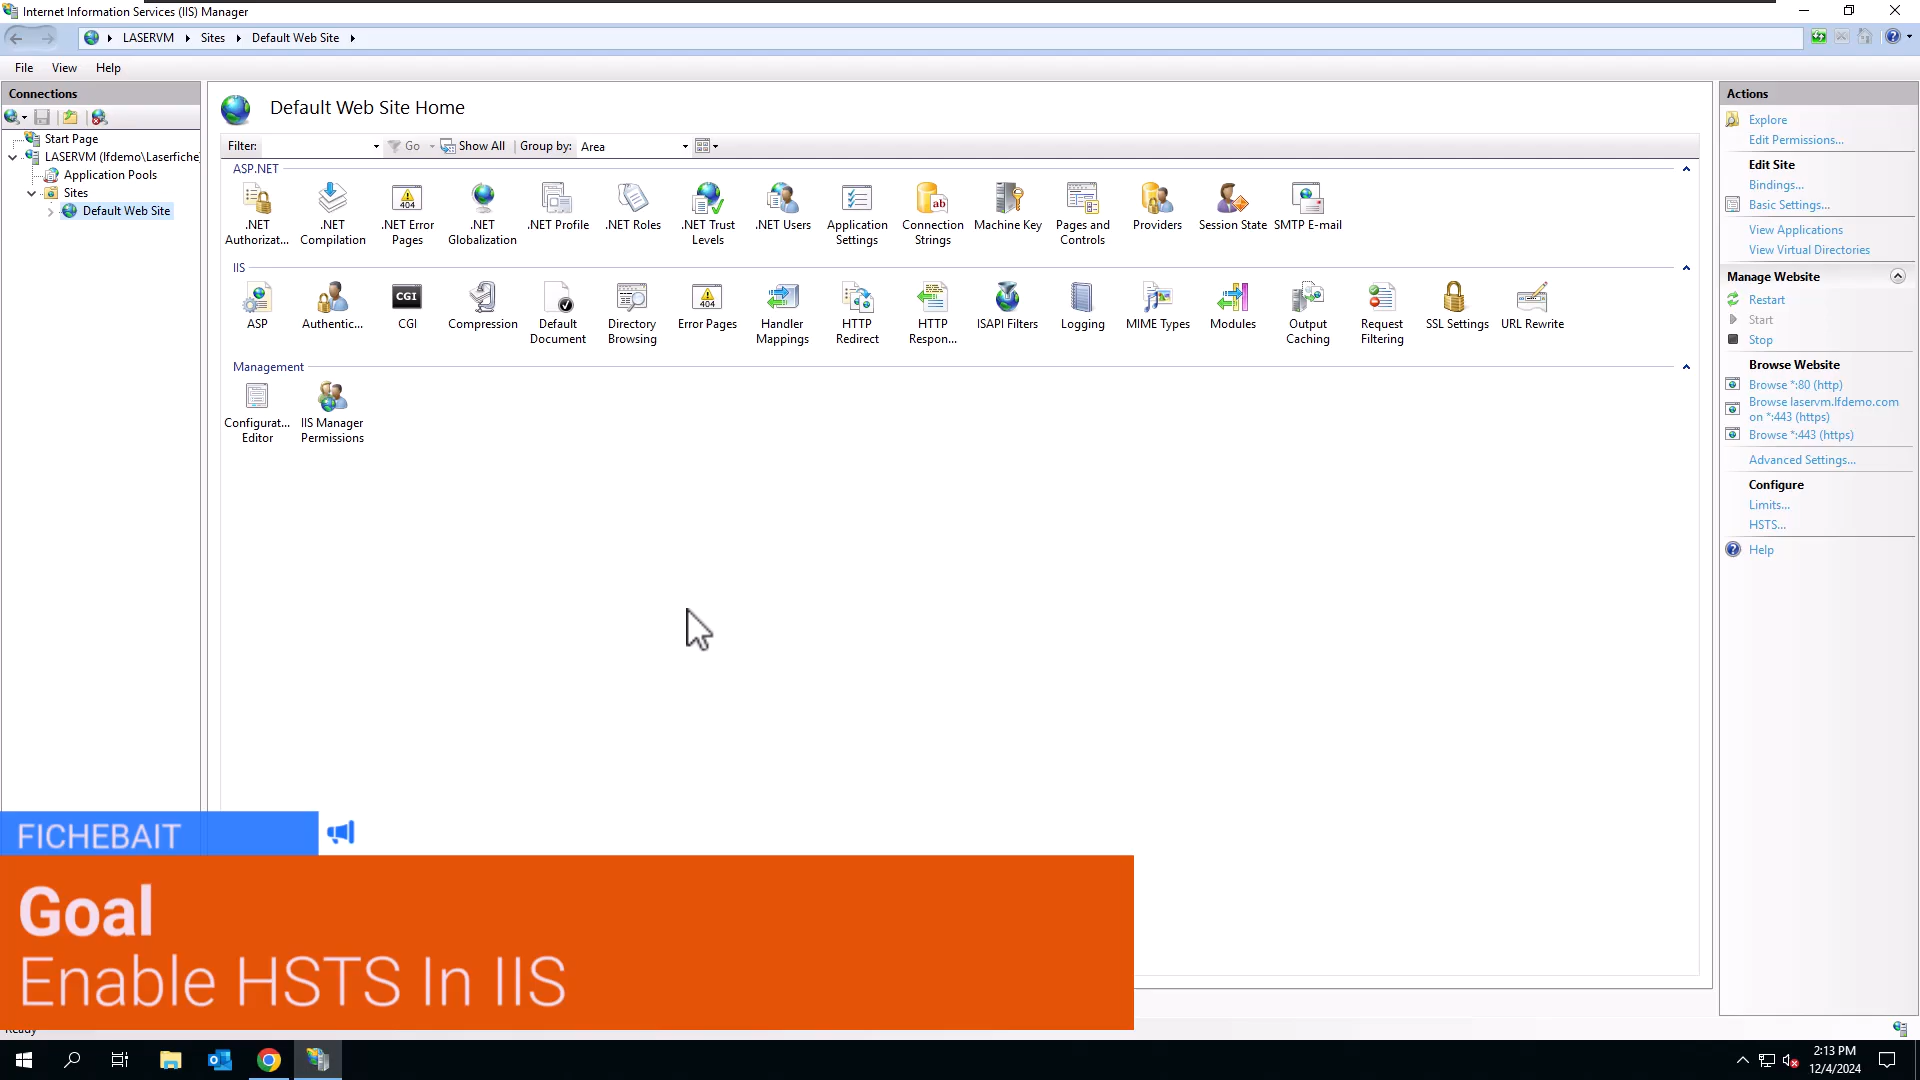 Internet Information Services (IIS) Manager
LASERVM
Sites
Default Web Site
File
View
Help
Connections
Start Page
LASERVM (lfdemo\Laserfiche
Application Pools
Sites
Default Web Site
Default Web Site Home
Filter:
Go
Show All
Group by:
Area
ASP.NET
.NET
Authorizat...
.NET
Compilation
.NET Error
Pages
.NET
Globalization
.NET Profile
.NET Roles
.NET Trust
Levels
.NET Users
Application
Settings
Connection
Strings
Machine Key
Pages and
Controls
Providers
Session State
SMTP E-mail
IIS
ASP
Authentic...
CGI
Compression
Default
Document
Directory
Browsing
Error Pages
Handler
Mappings
HTTP
Redirect
HTTP
Respon...
ISAPI Filters
Logging
MIME Types
Modules
Output
Caching
Request
Filtering
SSL Settings
URL Rewrite
Management
Configurat...
Editor
IIS Manager
Permissions
Actions
Explore
Edit Permissions...
Edit Site
Bindings...
Basic Settings...
View Applications
View Virtual Directories
Manage Website
Restart
Start
Stop
Browse Website
Browse *:80 (http)
Browse laservm.lfdemo.com
on *:443 (https)
Browse *:443 (https)
Advanced Settings...
Configure
Limits...
HSTS...
Help
FICHEBAIT
Goal
Enable HSTS In IIS
Ready
2:13 PM
12/4/2024